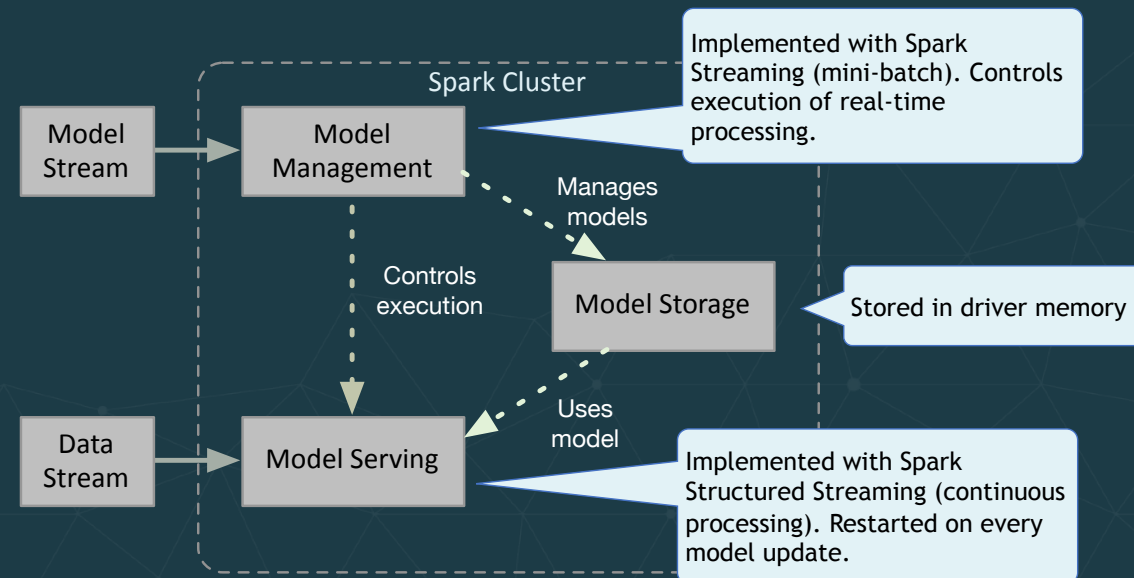 Spark Cluster
Implemented with Spark
Streaming (mini-batch). Controls
execution of real-time
processing.
Model
Stream
Model
Management
Manages
models
Controls
execution
Model Storage
Stored in driver memory
Uses
model
Data
Stream
Model Serving
Implemented with Spark
Structured Streaming (continuous
processing). Restarted on every
model update.